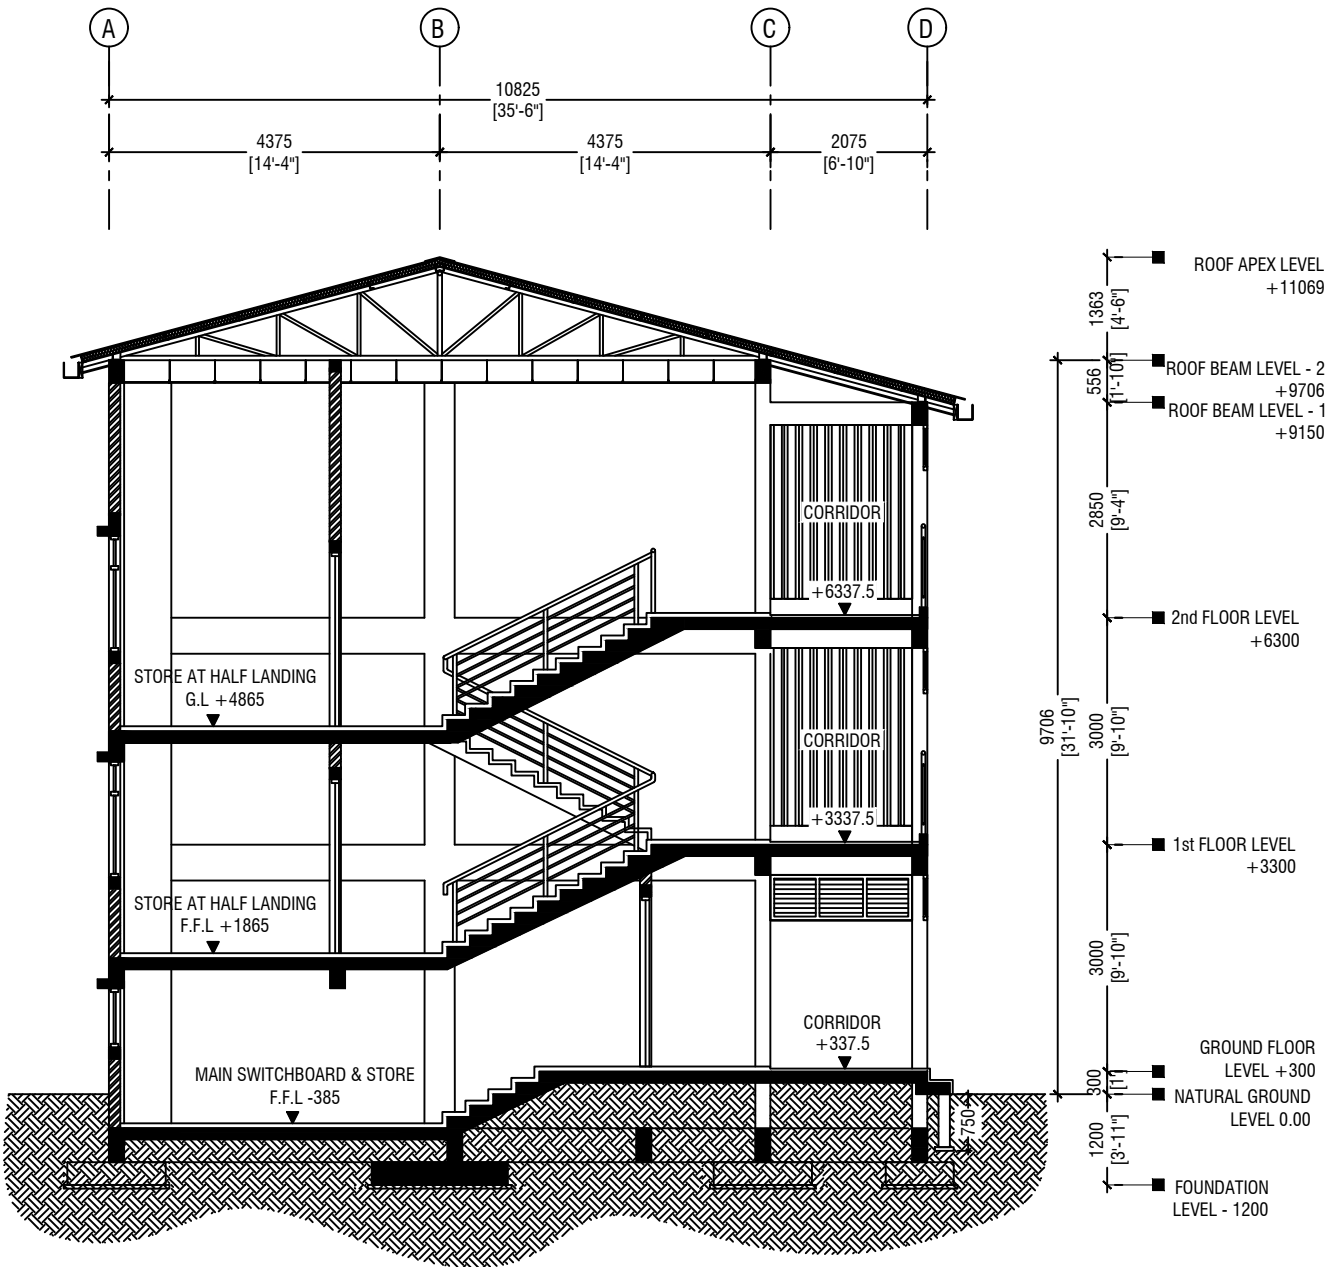 A
B
C
D
10825
[35'-6"]
4375
[14'-4"]
4375
[14'-4"]
2075
[6'-10"]
ROOF APEX LEVEL
+11069
1363
[4'-6"]
ROOF BEAM LEVEL - 2
+9706
556
[1'-10"]
ROOF BEAM LEVEL - 1
+9150
2850
[9'-4"]
CORRIDOR
+6337.5
2nd FLOOR LEVEL
+6300
STORE AT HALF LANDING
G.L +4865
9706
[31'-10"]
3000
[9'-10"]
CORRIDOR
+3337.5
1st FLOOR LEVEL
+3300
STORE AT HALF LANDING
F.F.L +1865
3000
[9'-10"]
CORRIDOR
+337.5
GROUND FLOOR
LEVEL +300
MAIN SWITCHBOARD & STORE
F.F.L -385
300
NATURAL GROUND
LEVEL 0.00
750
1200
[3'-11"]
FOUNDATION
LEVEL - 1200